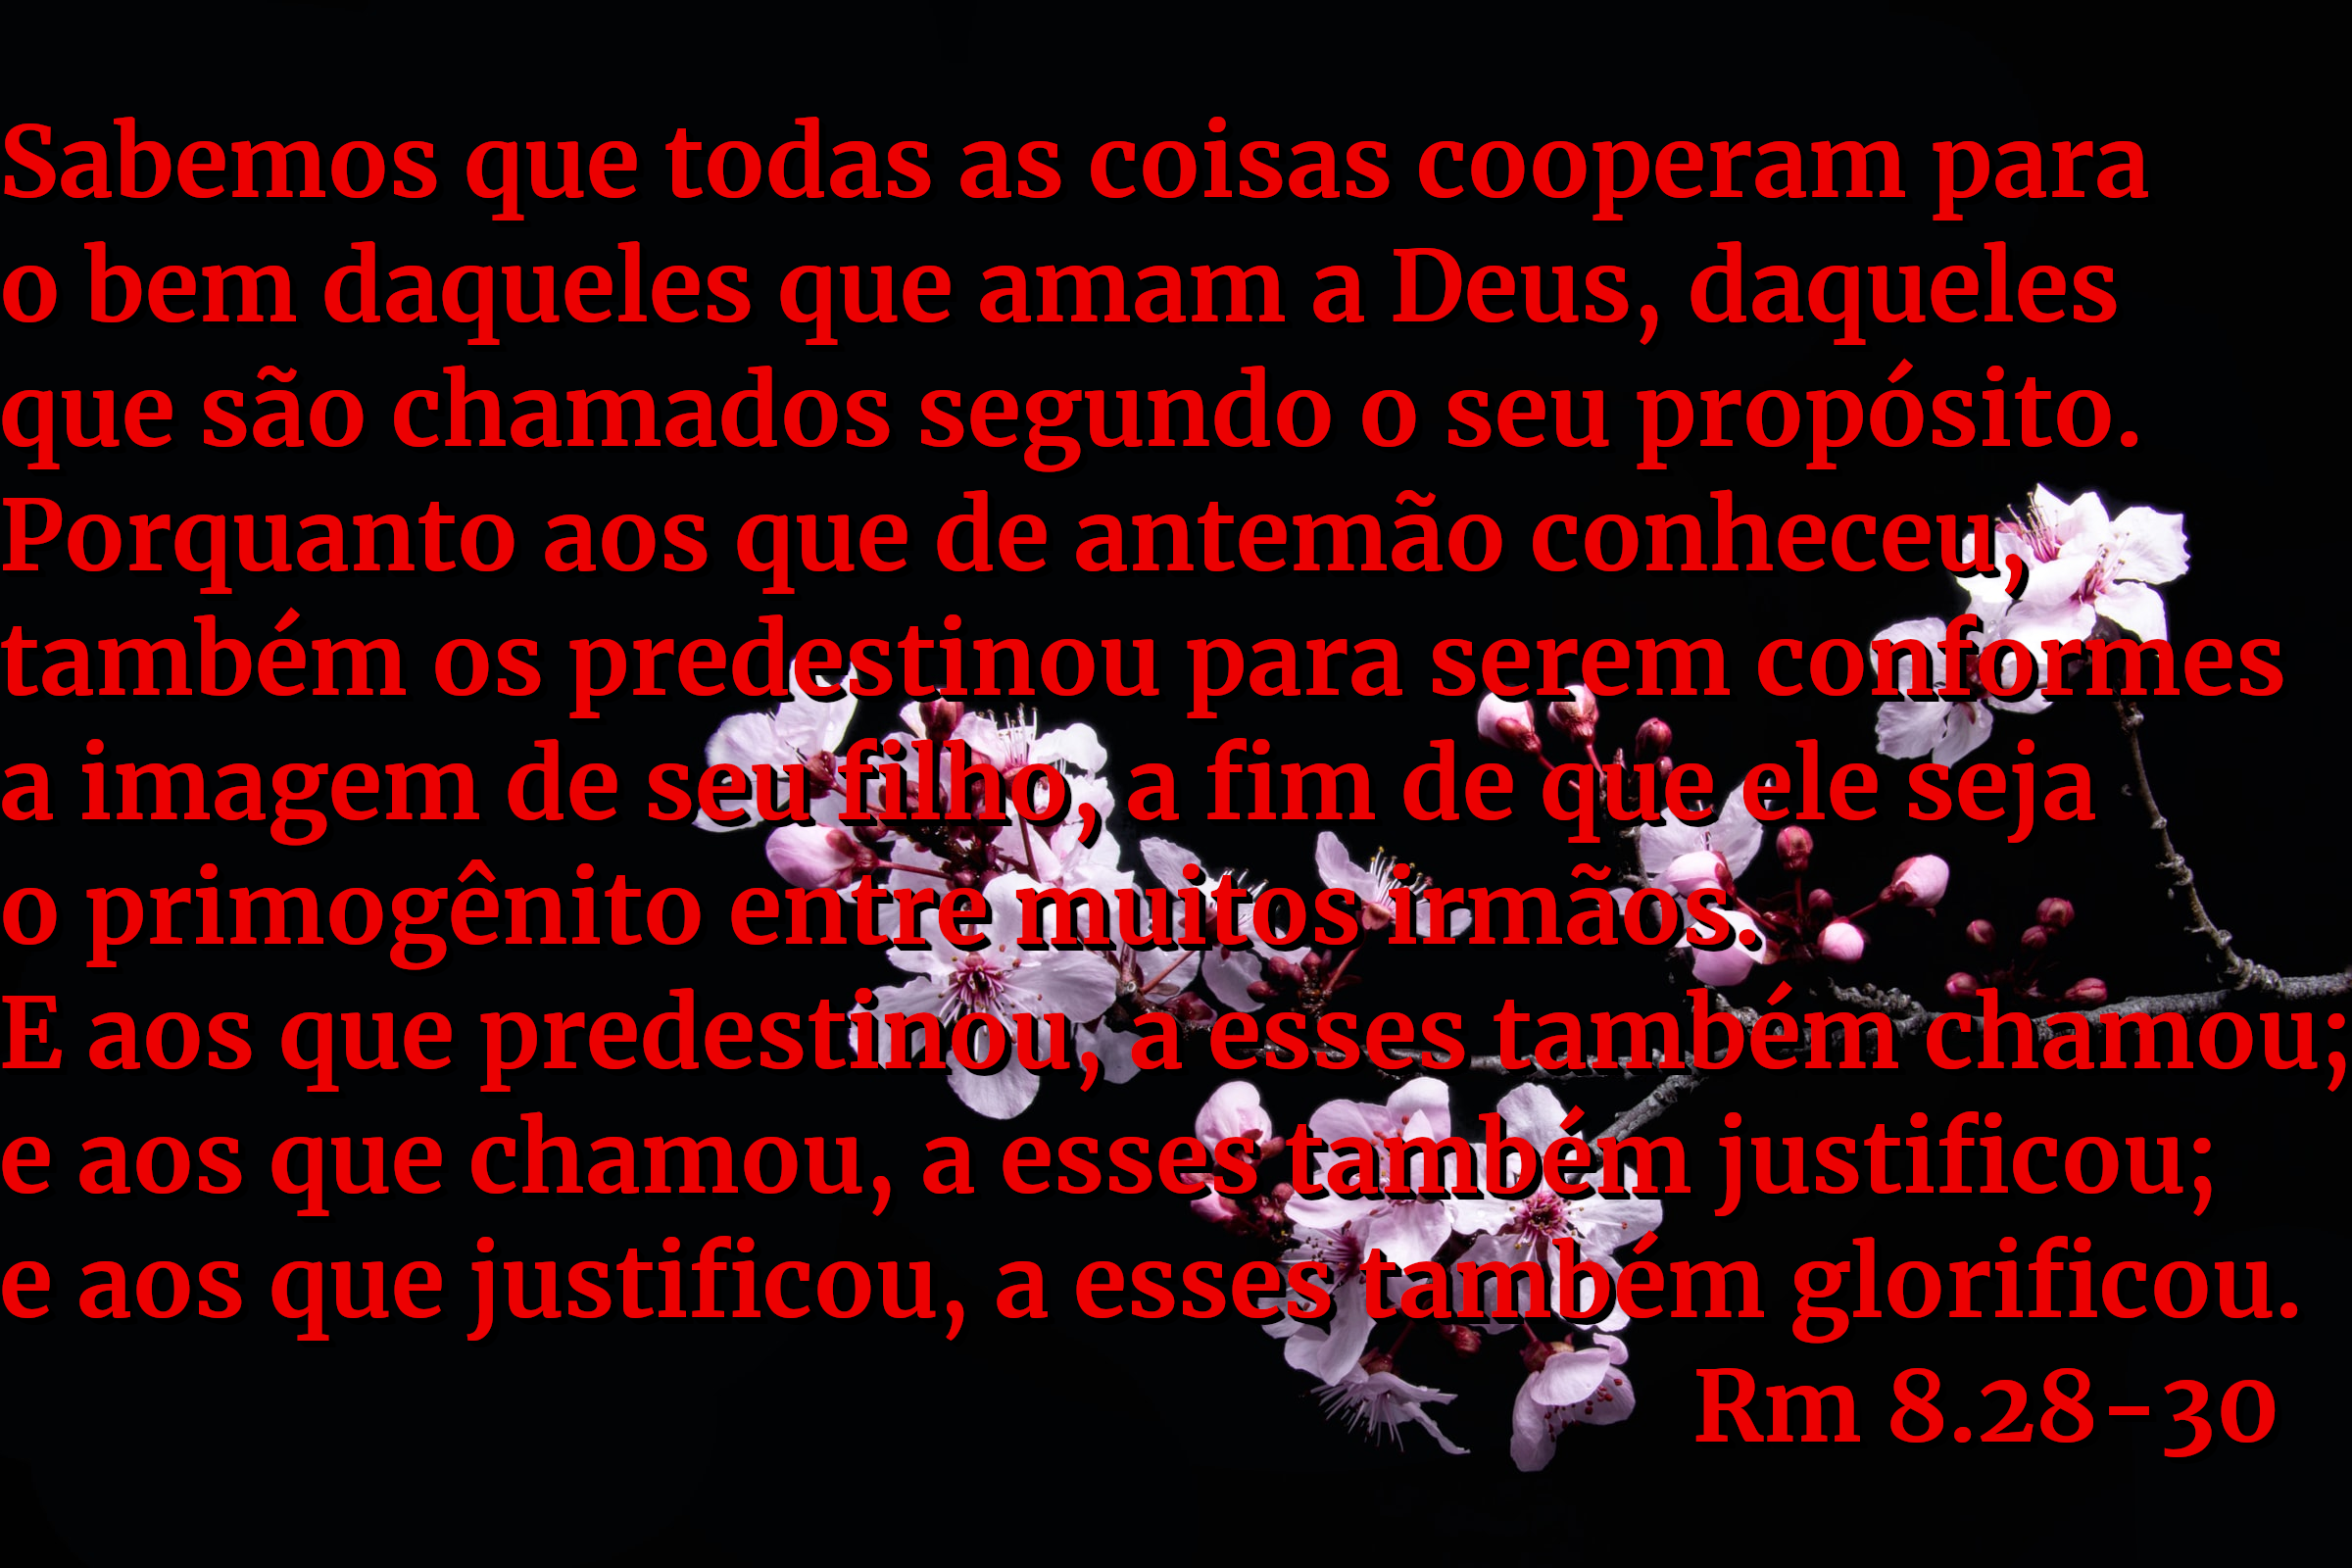 Sabemos que todas as coisas cooperam para
o bem daqueles que amam a Deus, daqueles
que são chamados segundo o seu propósito.
Porquanto aos que de antemão conheceu,
também os predestinou para serem conformes
a imagem de seu filho, a fim de que ele seja
o primogênito entre muitos irmãos.
E aos que predestinou, a esses também chamou;
e aos que chamou, a esses também justificou;
e aos que justificou, a esses também glorificou.
Rm 8.28-30